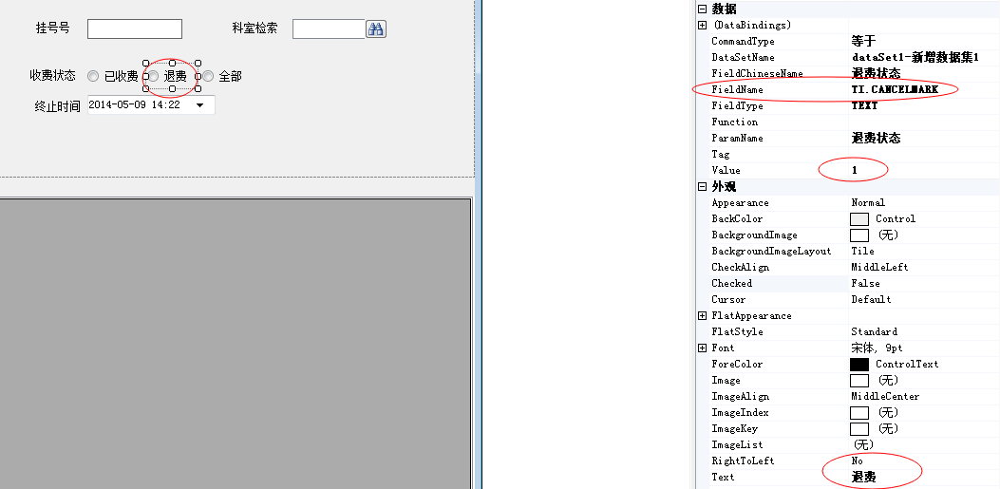 挂号号
科室检索
收费状态
已收费
退费
全部
终止时间
2014-05-09 14:22
数据
(DataBindings)
CommandType 等于
DataSetName dataSet1-新增数据集1
FieldChineseName 退费状态
FieldName TI.CANCELMARK
FieldType TEXT
Function
ParamName 退费状态
Tag
Value 1
外观
Appearance Normal
BackColor Control
BackgroundImage (无)
BackgroundImageLayout Tile
CheckAlign MiddleLeft
Checked False
Cursor Default
FlatAppearance
FlatStyle Standard
Font 宋体, 9pt
ForeColor ControlText
Image (无)
ImageAlign MiddleCenter
ImageIndex (无)
ImageKey (无)
ImageList (无)
RightToLeft No
Text 退费